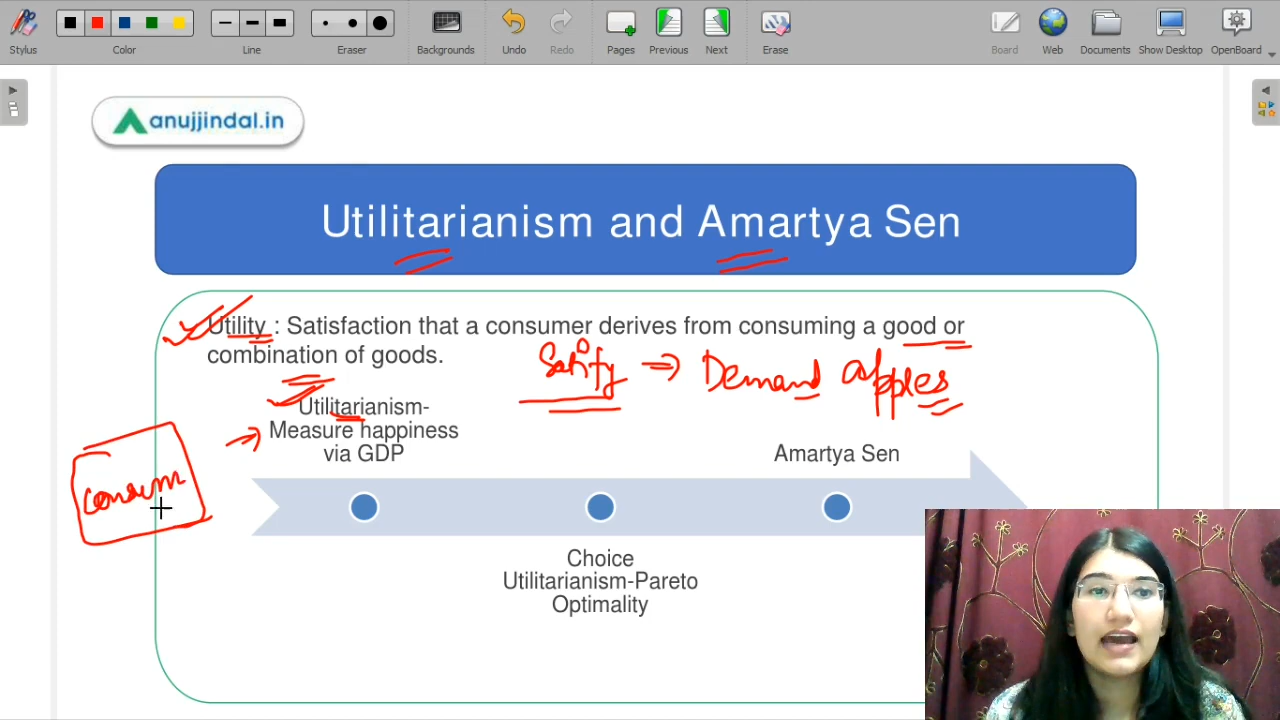 Stylus
Color
Line
Eraser
Backgrounds
Undo
Redo
Pages
Previous
Next
Erase
Board
Web
Documents
Show Desktop
OpenBoard
anujjindal.in
Utilitarianism and Amartya Sen
Utility : Satisfaction that a consumer derives from consuming a good or
combination of goods.
Satisfy → Demand apples
Utilitarianism-
Measure happiness
via GDP
Amartya Sen
Consum
Choice
Utilitarianism-Pareto
Optimality